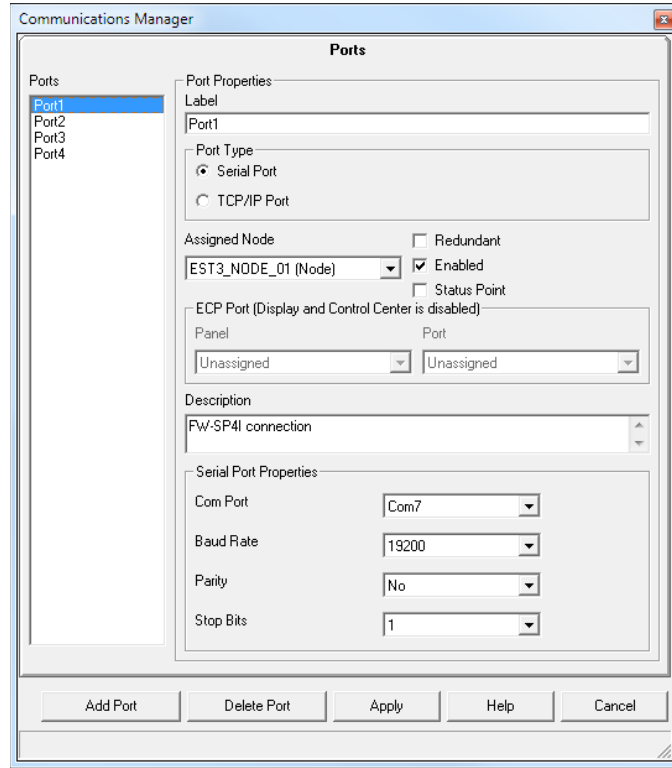 Communications Manager
Ports
Ports
Port1
Port2
Port3
Port4
Port Properties
Label
Port1
Port Type
Serial Port
TCP/IP Port
Assigned Node
EST3_NODE_01 (Node)
Redundant
Enabled
Status Point
ECP Port (Display and Control Center is disabled)
Panel Port
Unassigned Unassigned
Description
FW-SP4I connection
Serial Port Properties
Com Port Com7
Baud Rate 19200
Parity No
Stop Bits 1
Add Port Delete Port Apply Help Cancel